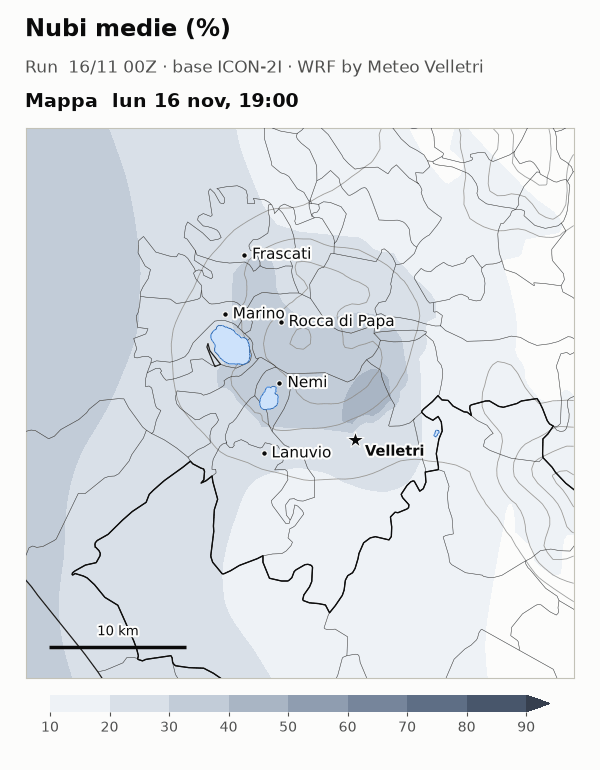 Nubi medie (%)
Run 16/11 00Z · base ICON-2I · WRF by Meteo Velletri
Mappa lun 16 nov, 19:00
Frascati
Marino
Rocca di Papa
Nemi
Velletri
Lanuvio
10 km
10 20 30 40 50 60 70 80 90